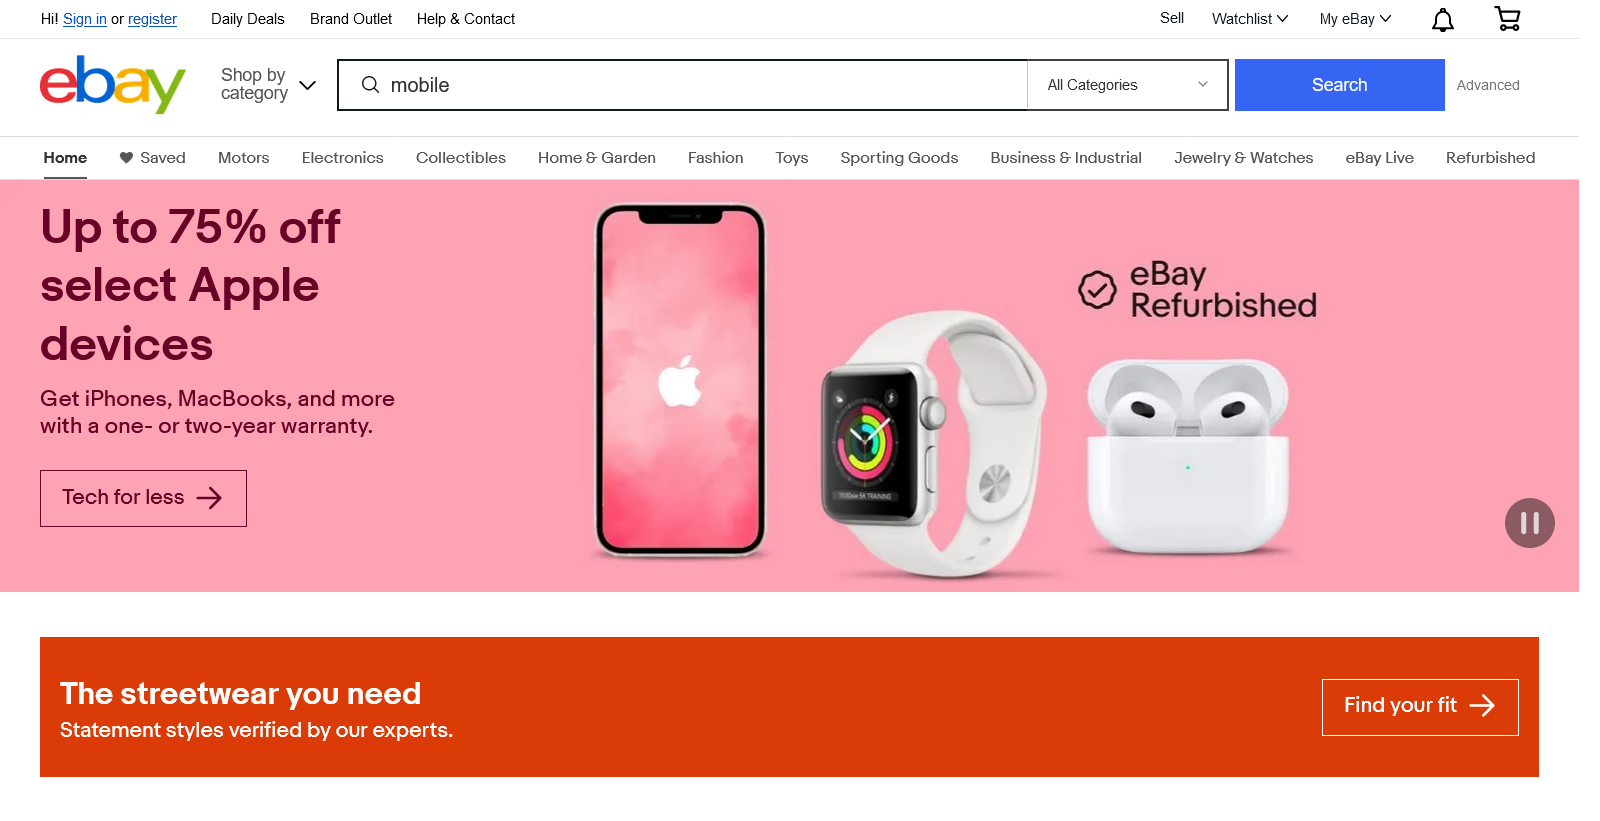 Hi! Sign in or register
Daily Deals
Brand Outlet
Help & Contact
Sell
Watchlist
My eBay
ebay
Shop by
category
mobile
All Categories
Search
Advanced
Home
Saved
Motors
Electronics
Collectibles
Home & Garden
Fashion
Toys
Sporting Goods
Business & Industrial
Jewelry & Watches
eBay Live
Refurbished
Up to 75% off
select Apple
devices
Get iPhones, MacBooks, and more
with a one- or two-year warranty.
Tech for less
eBay
Refurbished
The streetwear you need
Statement styles verified by our experts.
Find your fit